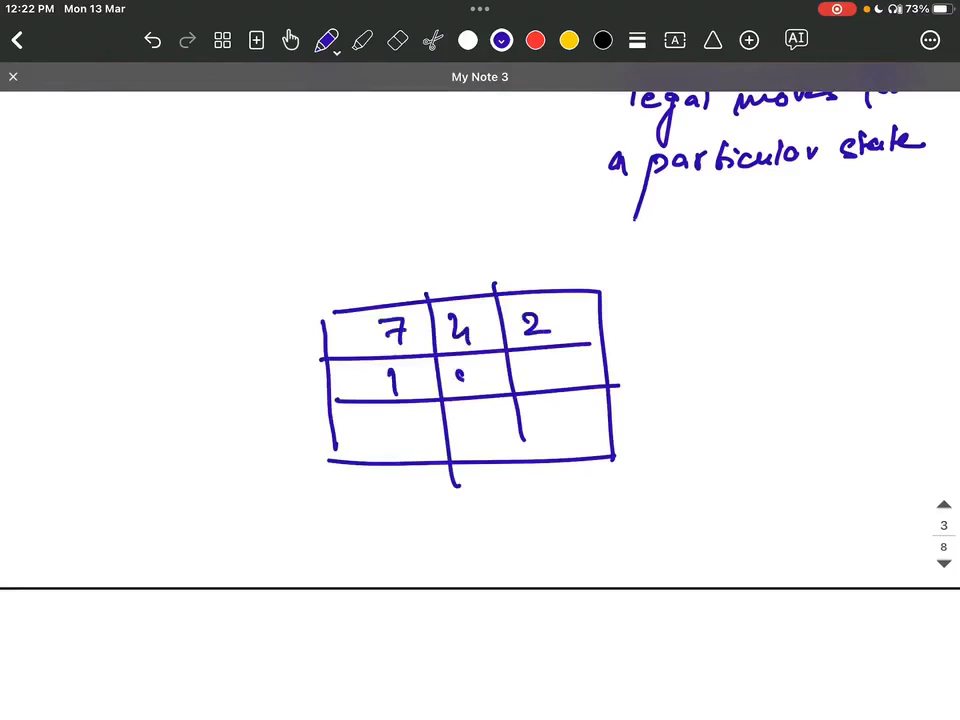 12:22 PM Mon 13 Mar
73%
A
AI
My Note 3
legal moves
a particular state
7 4 2
1
3
8